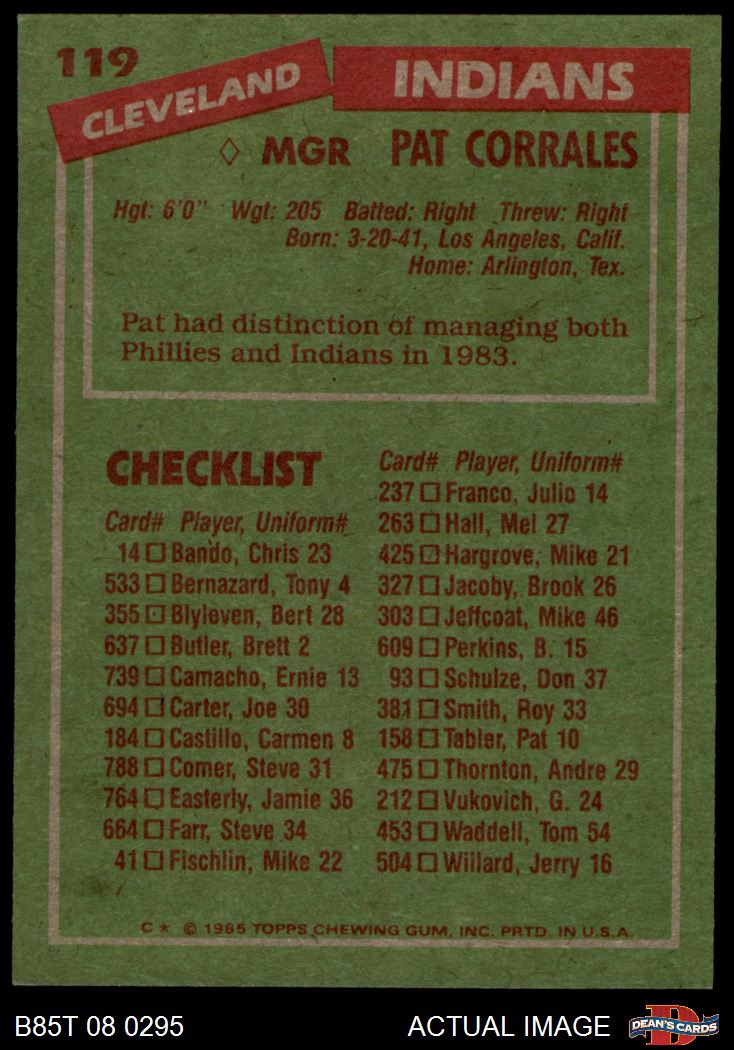 119
CLEVELAND INDIANS
◊ MGR PAT CORRALES
Hgt: 6'0" Wgt: 205 Batted: Right Threw: Right
Born: 3-20-41, Los Angeles, Calif.
Home: Arlington, Tex.
Pat had distinction of managing both
Phillies and Indians in 1983.
CHECKLIST
Card# Player, Uniform#
14 □ Bando, Chris 23
533 □ Bernazard, Tony 4
355 □ Blyleven, Bert 28
637 □ Butler, Brett 2
739 □ Camacho, Ernie 13
694 □ Carter, Joe 30
184 □ Castillo, Carmen 8
788 □ Comer, Steve 31
764 □ Easterly, Jamie 36
664 □ Farr, Steve 34
41 □ Fischlin, Mike 22
Card# Player, Uniform#
237 □ Franco, Julio 14
263 □ Hall, Mel 27
425 □ Hargrove, Mike 21
327 □ Jacoby, Brook 26
303 □ Jeffcoat, Mike 46
609 □ Perkins, B. 15
93 □ Schulze, Don 37
381 □ Smith, Roy 33
158 □ Tabler, Pat 10
475 □ Thornton, Andre 29
212 □ Vukovich, G. 24
453 □ Waddell, Tom 54
504 □ Willard, Jerry 16
C ★ © 1985 TOPPS CHEWING GUM, INC. PRTD. IN U.S.A.
B85T 08 0295
ACTUAL IMAGE
D
DEAN'S CARDS